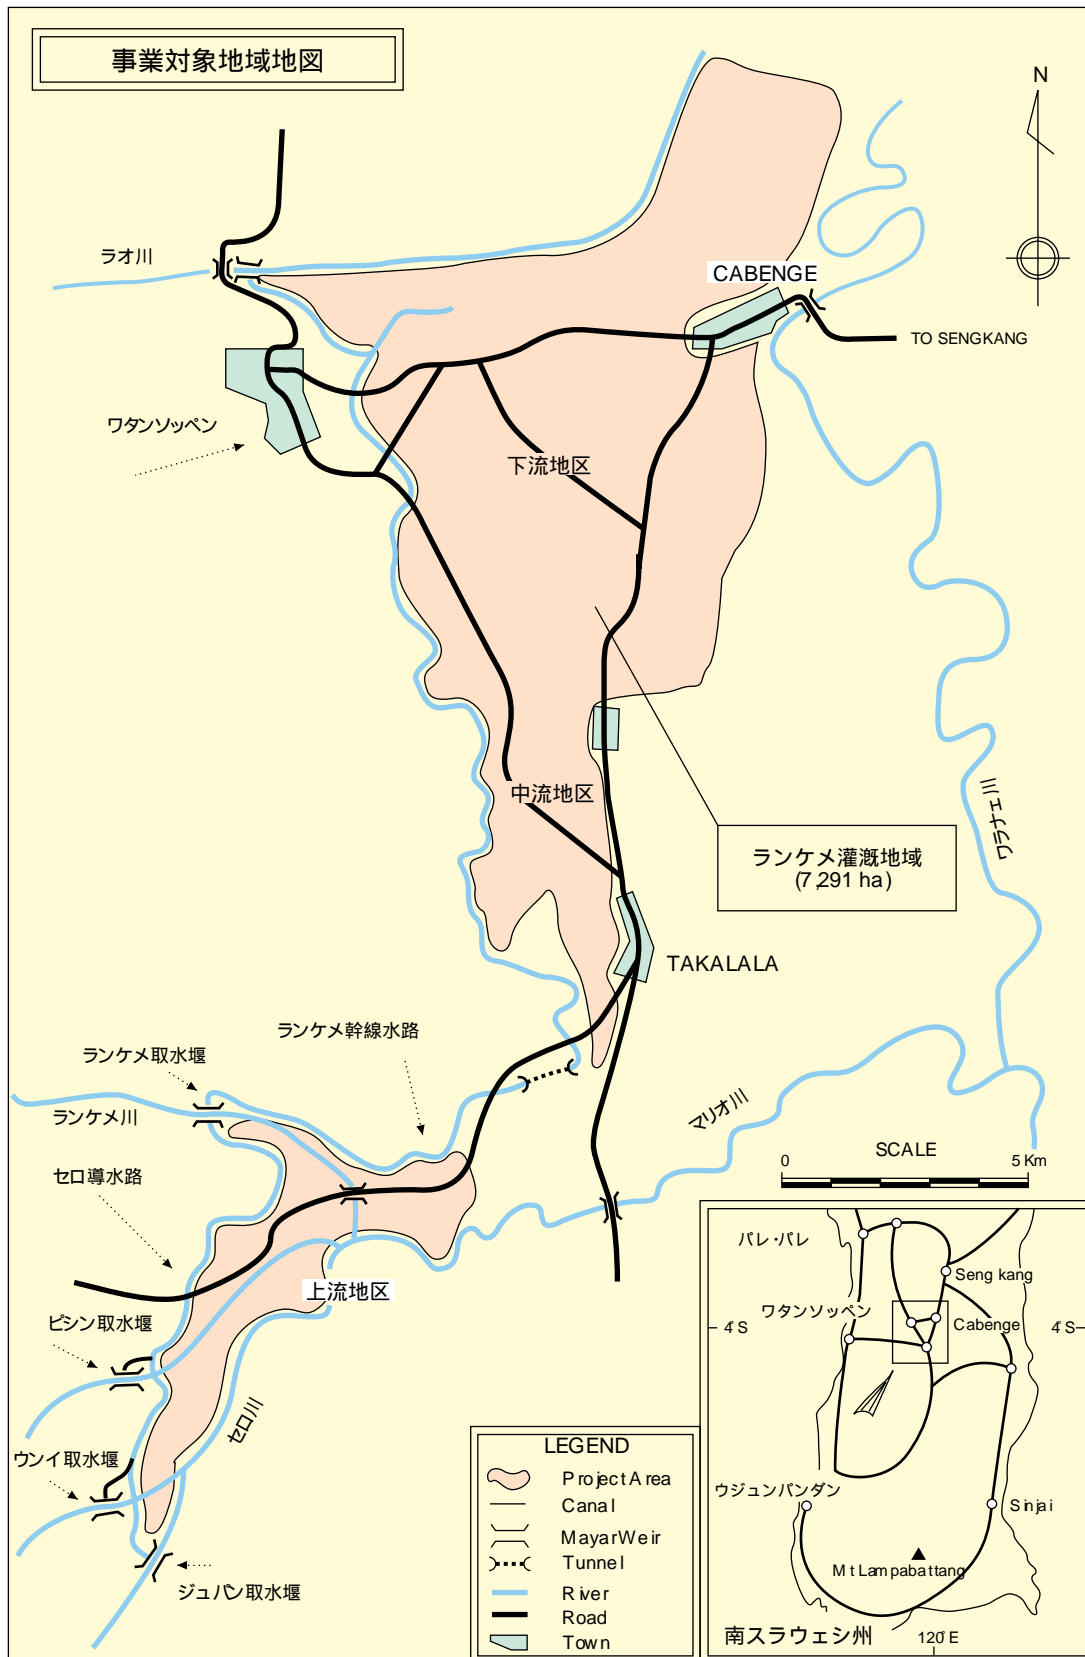 事業対象地域地図
N
ラオ川
CABENGE
TO SENGKANG
ワタンソッペン
下流地区
中流地区
ワラナエ川
ランケメ灌漑地域
(7,291 ha)
TAKALALA
ランケメ幹線水路
ランケメ取水堰
ランケメ川
マリオ川
セロ導水路
SCALE
0 5 Km
上流地区
ピシン取水堰
セロ川
ウンイ取水堰
ジュパン取水堰
LEGEND
Project Area
Canal
Mayar Weir
Tunnel
River
Road
Town
パレ・パレ
Seng kang
ワタンソッペン
4°S
Cabenge
4°S
ウジュンパンダン
Sinjai
Mt Lampabattang
南スラウェシ州
120°E